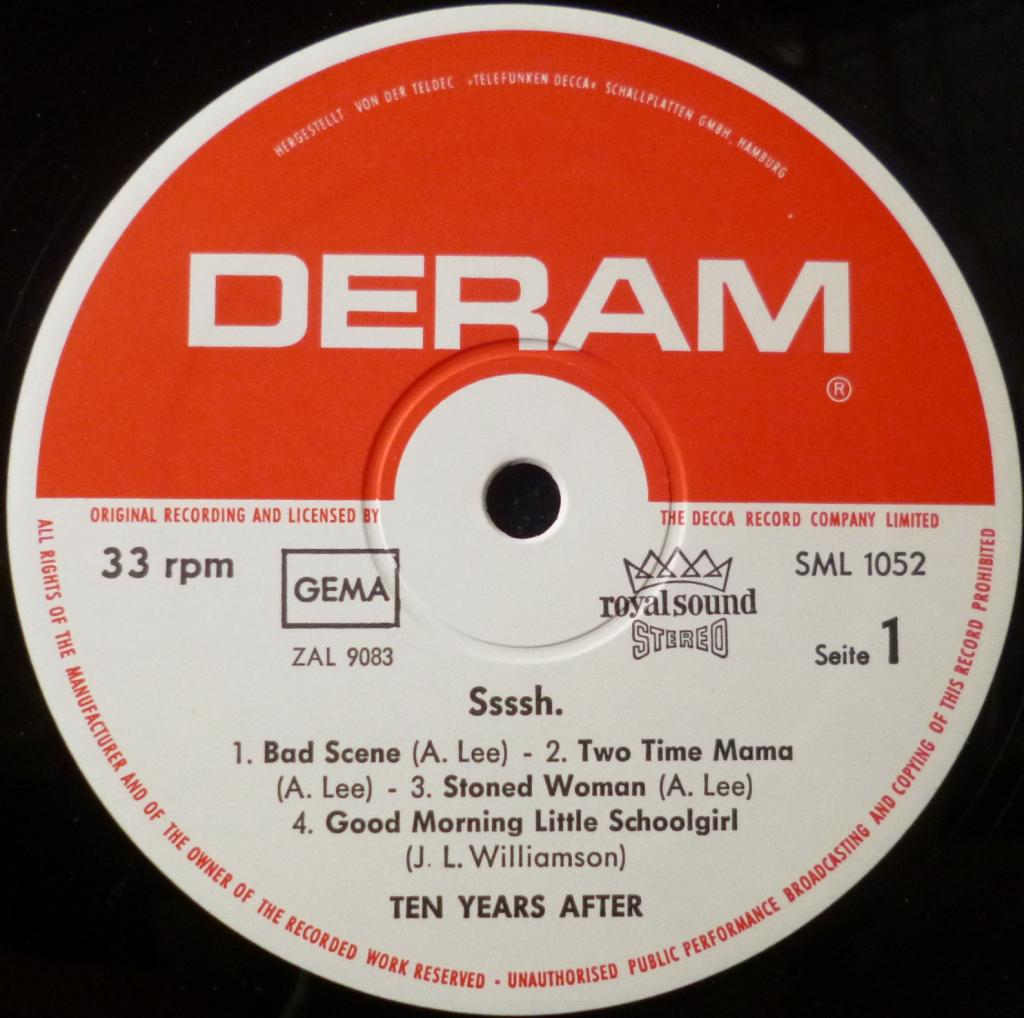 HERGESTELLT VON DER TELDEC »TELEFUNKEN DECCA« SCHALLPLATTEN GMBH, HAMBURG
DERAM
®
ORIGINAL RECORDING AND LICENSED BY THE DECCA RECORD COMPANY LIMITED
33 rpm
GEMA
ZAL 9083
royal sound
STEREO
SML 1052
Seite 1
Ssssh.
1. Bad Scene (A. Lee) - 2. Two Time Mama
(A. Lee) - 3. Stoned Woman (A. Lee)
4. Good Morning Little Schoolgirl
(J. L. Williamson)
TEN YEARS AFTER
ALL RIGHTS OF THE MANUFACTURER AND OF THE OWNER OF THE RECORDED WORK RESERVED - UNAUTHORISED PUBLIC PERFORMANCE BROADCASTING AND COPYING OF THIS RECORD PROHIBITED